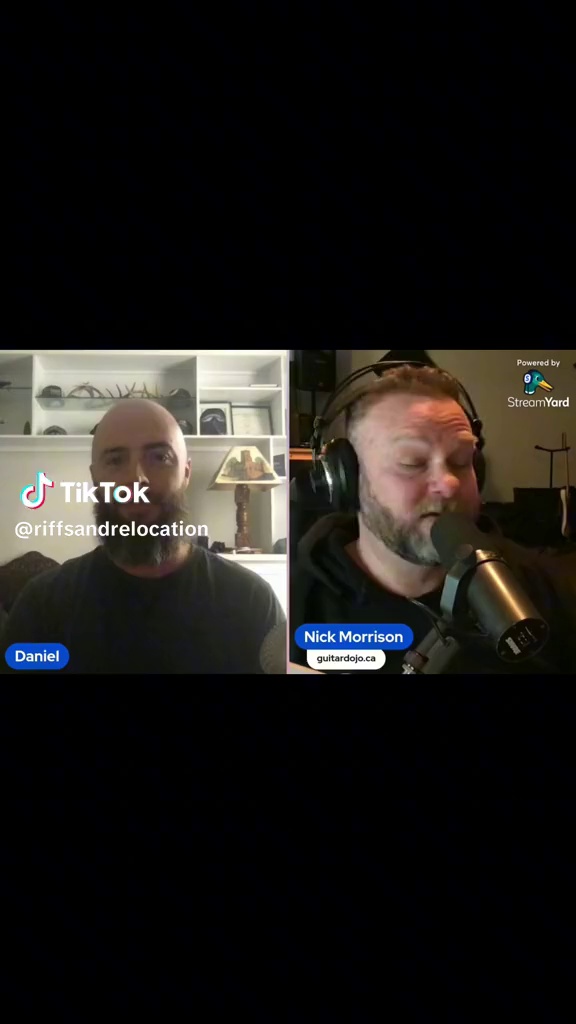 Powered by
StreamYard
TikTok
@riffsandrelocation
Nick Morrison
Daniel
guitardojo.ca